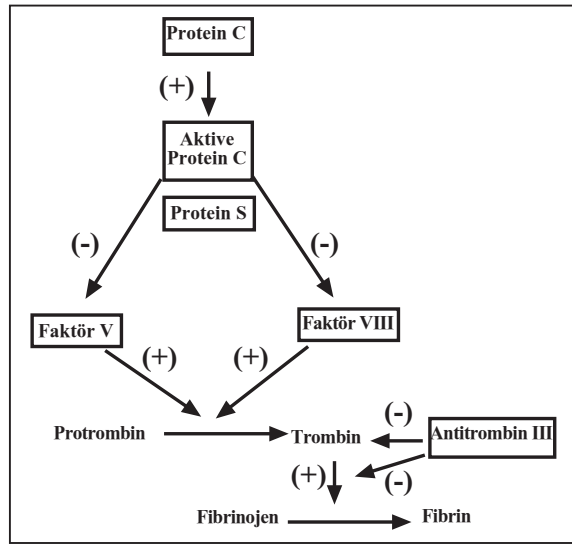 Protein C
(+)
Aktive
Protein C
Protein S
(-)
(-)
Faktör V
Faktör VIII
(+)
(+)
Protrombin
Trombin
(-)
Antitrombin III
(+)
(-)
Fibrinojen
Fibrin